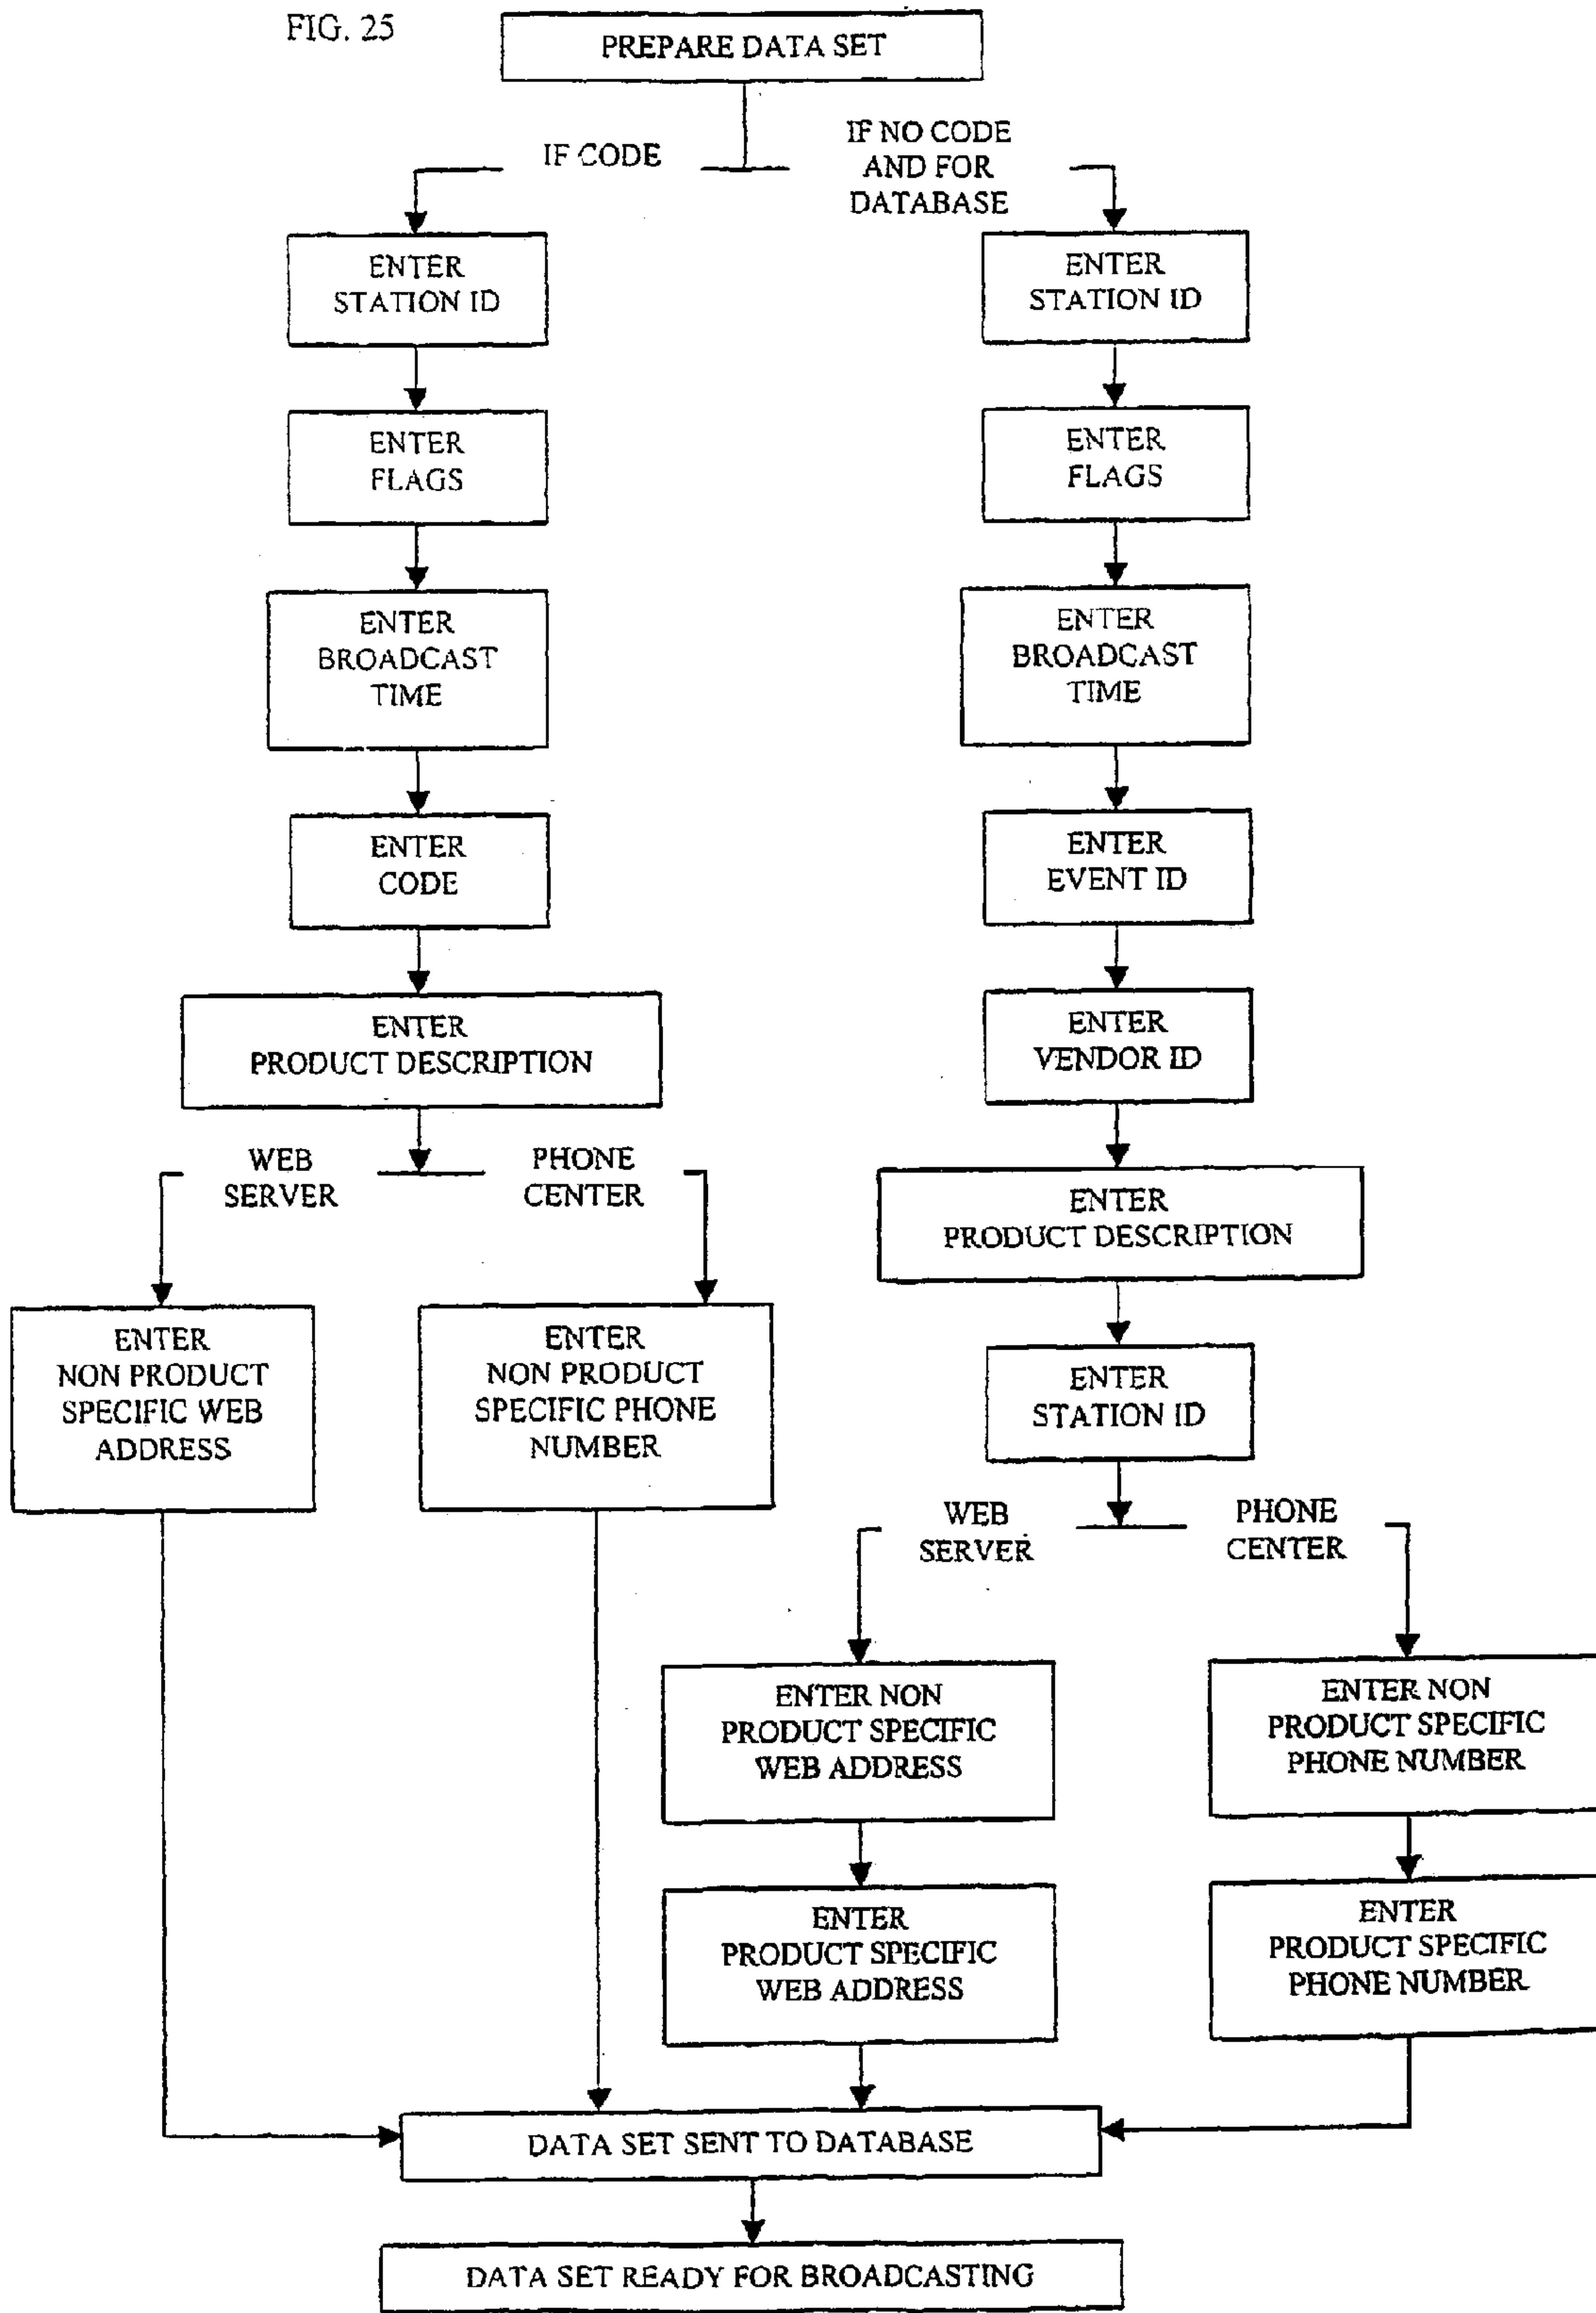 FIG. 25
PREPARE DATA SET
IF CODE
IF NO CODE
AND FOR
DATABASE
ENTER
STATION ID
ENTER
FLAGS
ENTER
BROADCAST
TIME
ENTER
CODE
ENTER
PRODUCT DESCRIPTION
WEB
SERVER
PHONE
CENTER
ENTER
NON PRODUCT
SPECIFIC WEB
ADDRESS
ENTER
NON PRODUCT
SPECIFIC PHONE
NUMBER
ENTER
STATION ID
ENTER
FLAGS
ENTER
BROADCAST
TIME
ENTER
EVENT ID
ENTER
VENDOR ID
ENTER
PRODUCT DESCRIPTION
ENTER
STATION ID
WEB
SERVER
PHONE
CENTER
ENTER NON
PRODUCT SPECIFIC
WEB ADDRESS
ENTER
PRODUCT SPECIFIC
WEB ADDRESS
ENTER NON
PRODUCT SPECIFIC
PHONE NUMBER
ENTER
PRODUCT SPECIFIC
PHONE NUMBER
DATA SET SENT TO DATABASE
DATA SET READY FOR BROADCASTING